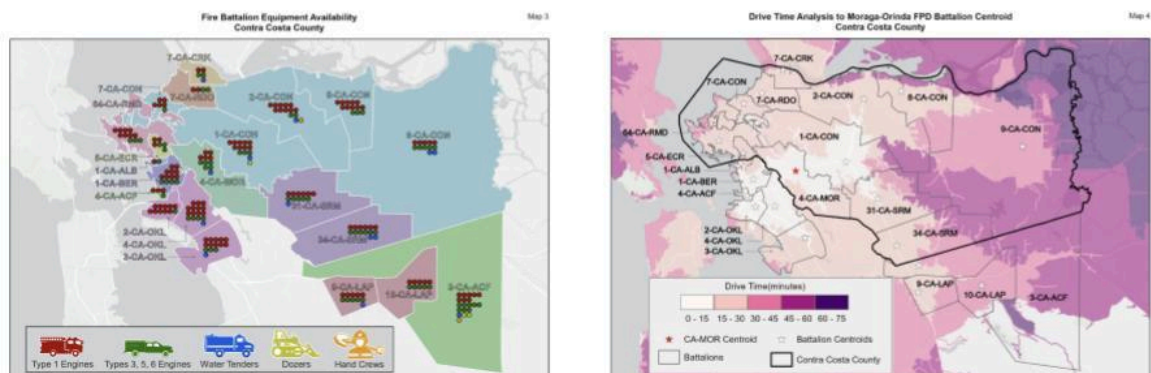 Fire Battalion Equipment Availability
Contra Costa County
Map 3
7-CA-CRK
7-CA-CON
7-CA-RDO
64-CA-RMD
2-CA-CON
8-CA-CON
9-CA-CON
1-CA-CON
5-CA-ECR
1-CA-ALB
1-CA-BER
4-CA-ACF
4-CA-MOR
31-CA-SRM
34-CA-SRM
2-CA-OKL
4-CA-OKL
3-CA-OKL
9-CA-LAP
10-CA-LAP
3-CA-ACF
Type 1 Engines
Types 3, 5, 6 Engines
Water Tenders
Dozers
Hand Crews
Drive Time Analysis to Moraga-Orinda FPD Battalion Centroid
Contra Costa County
Map 4
7-CA-CRK
7-CA-CON
7-CA-RDO
2-CA-CON
8-CA-CON
64-CA-RMD
1-CA-CON
9-CA-CON
5-CA-ECR
1-CA-ALB
1-CA-BER
4-CA-ACF
4-CA-MOR
31-CA-SRM
34-CA-SRM
2-CA-OKL
4-CA-OKL
3-CA-OKL
9-CA-LAP
10-CA-LAP
3-CA-ACF
Drive Time(minutes)
0 - 15 15 - 30 30 - 45 45 - 60 60 - 75
CA-MOR Centroid
Battalion Centroids
Battalions
Contra Costa County